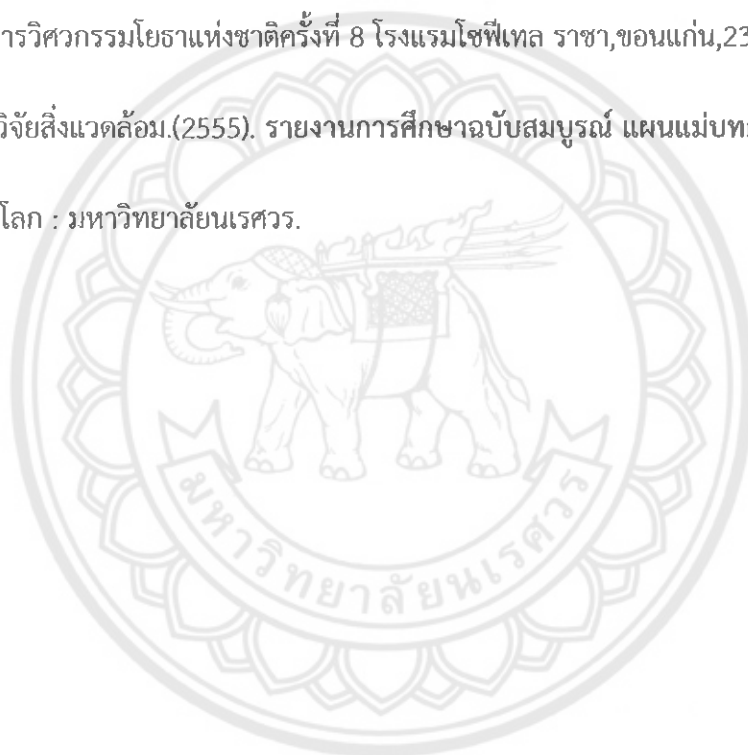 ารวิศวกรรมโยธาแห่งชาติครั้งที่ 8 โรงแรมโซฟีเทล ราชา,ขอนแก่น,23
วิจัยสิ่งแวดล้อม.(2555). รายงานการศึกษาฉบับสมบูรณ์ แผนแม่บท
โลก : มหาวิทยาลัยนเรศวร.
มหาวิทยาลัยนเรศวร